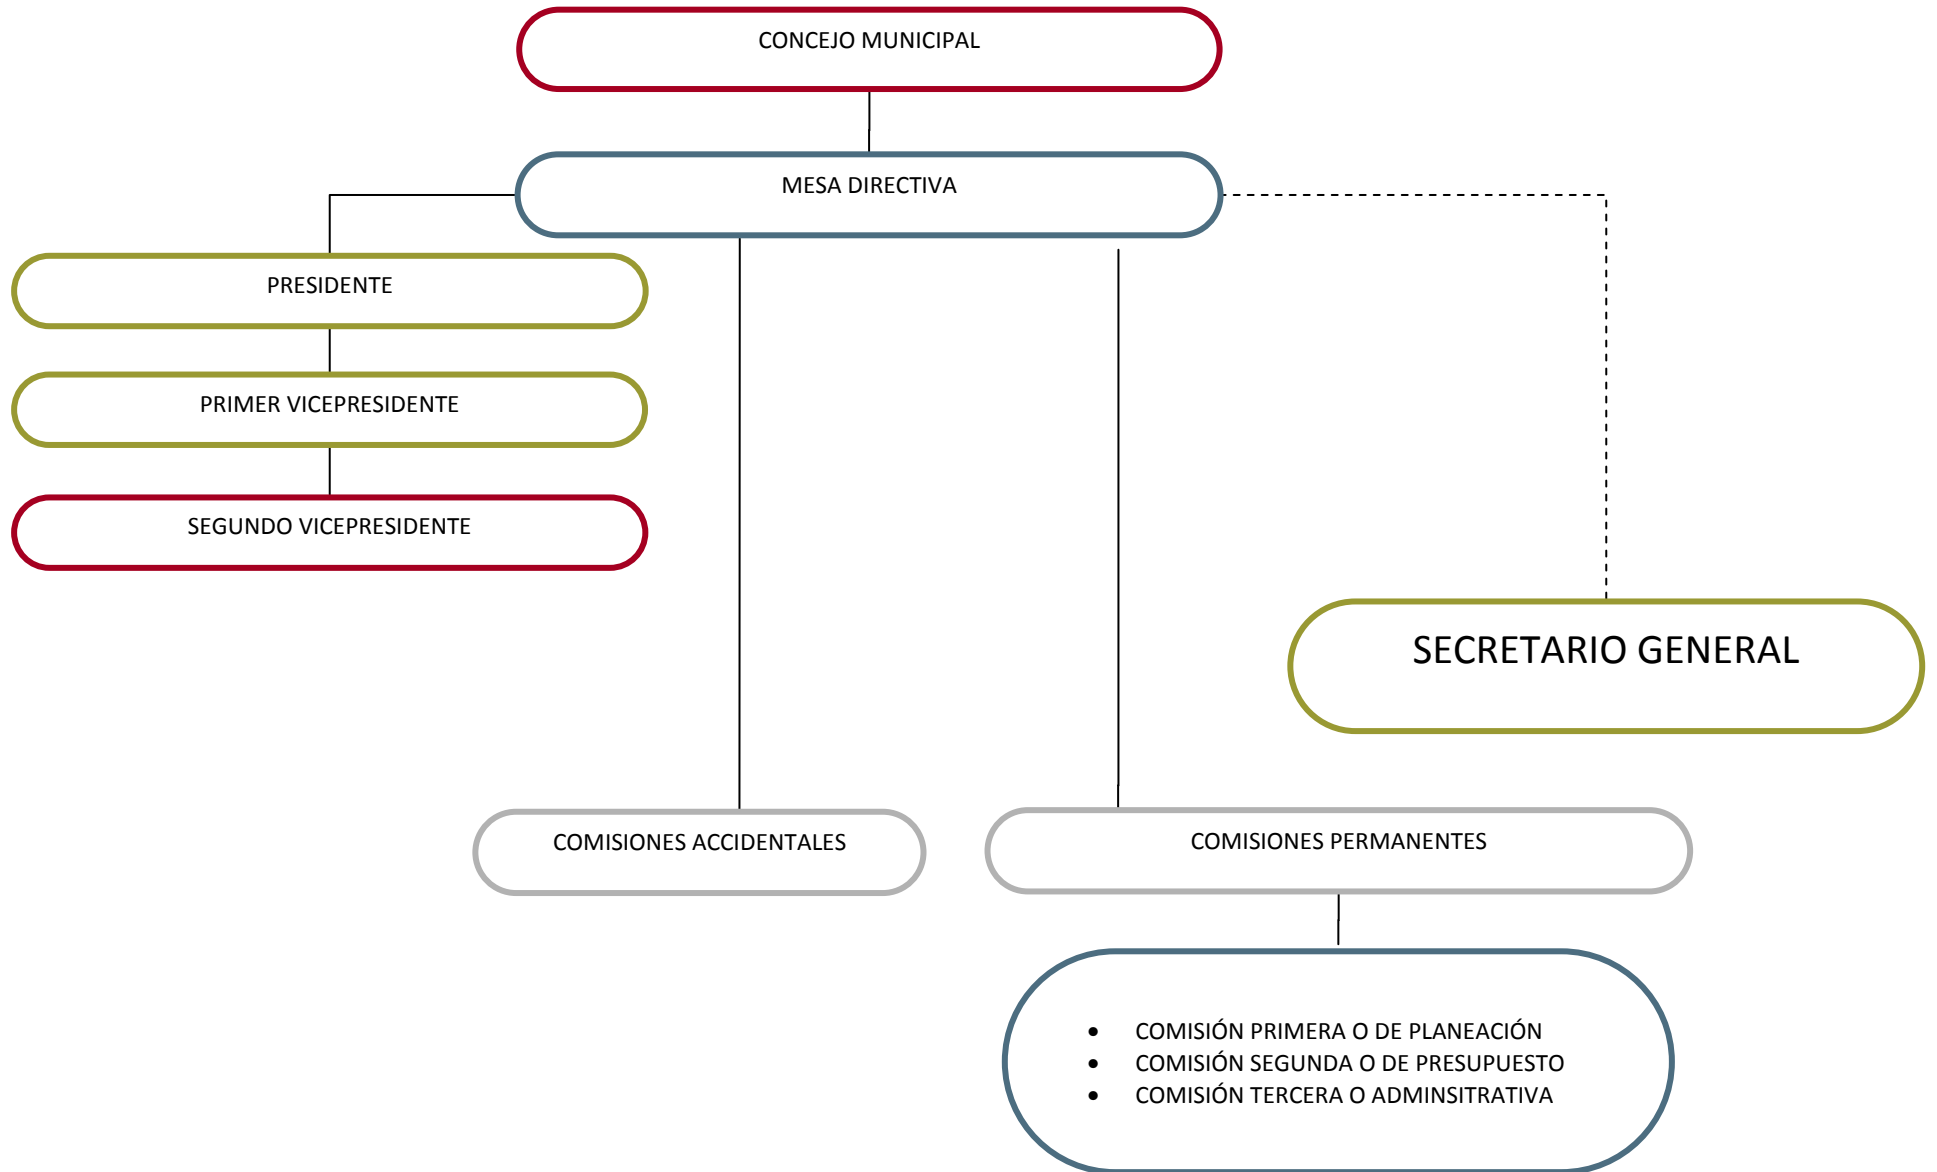 CONCEJO MUNICIPAL
MESA DIRECTIVA
PRESIDENTE
PRIMER VICEPRESIDENTE
SEGUNDO VICEPRESIDENTE
SECRETARIO GENERAL
COMISIONES ACCIDENTALES
COMISIONES PERMANENTES
• COMISIÓN PRIMERA O DE PLANEACIÓN
• COMISIÓN SEGUNDA O DE PRESUPUESTO
• COMISIÓN TERCERA O ADMINSITRATIVA